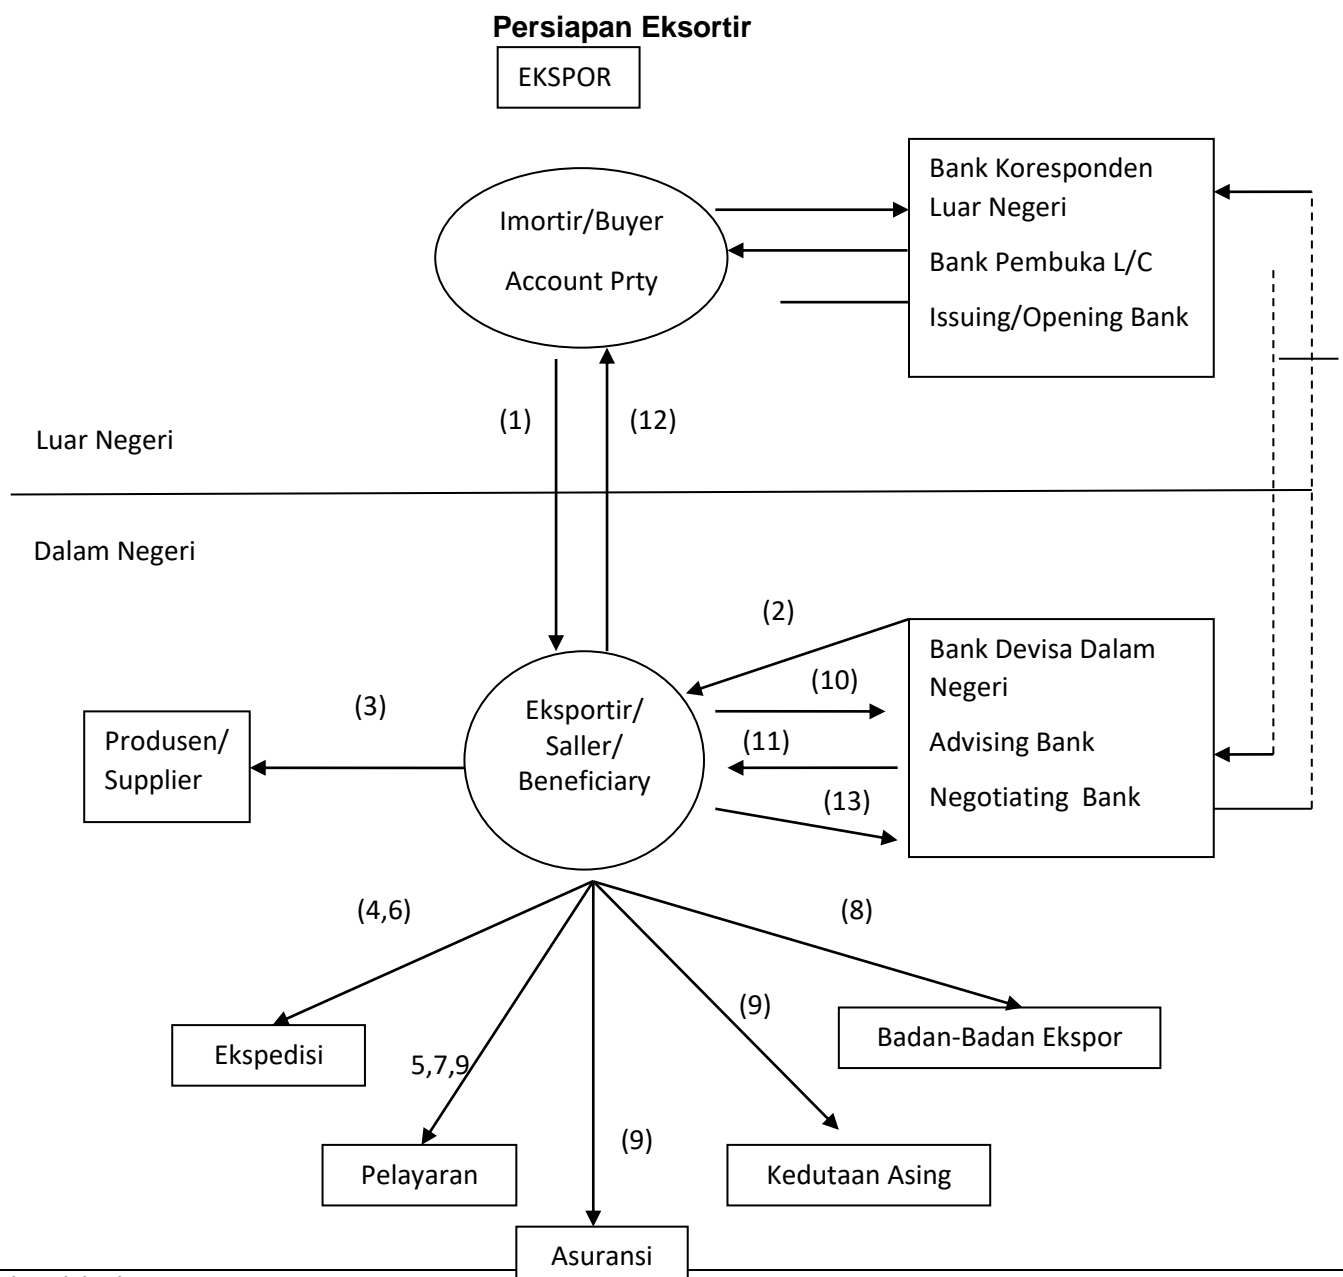 Persiapan Eksortir
EKSPOR
Bank Koresponden
Luar Negeri
Bank Pembuka L/C
Issuing/Opening Bank
Imortir/Buyer
Account Prty
(1)
(12)
Luar Negeri
Dalam Negeri
(2)
Bank Devisa Dalam
Negeri
Advising Bank
Negotiating Bank
(10)
(11)
(13)
(3)
Eksportir/
Saller/
Beneficiary
Produsen/
Supplier
(4,6)
(8)
(9)
5,7,9
(9)
Ekspedisi
Badan-Badan Ekspor
Pelayaran
Kedutaan Asing
Asuransi